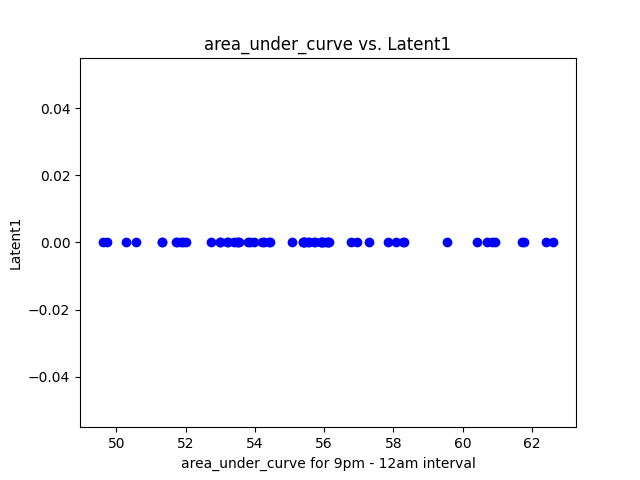 area_under_curve vs. Latent1
0.04
0.02
0.00
−0.02
−0.04
Latent1
50 52 54 56 58 60 62
area_under_curve for 9pm - 12am interval